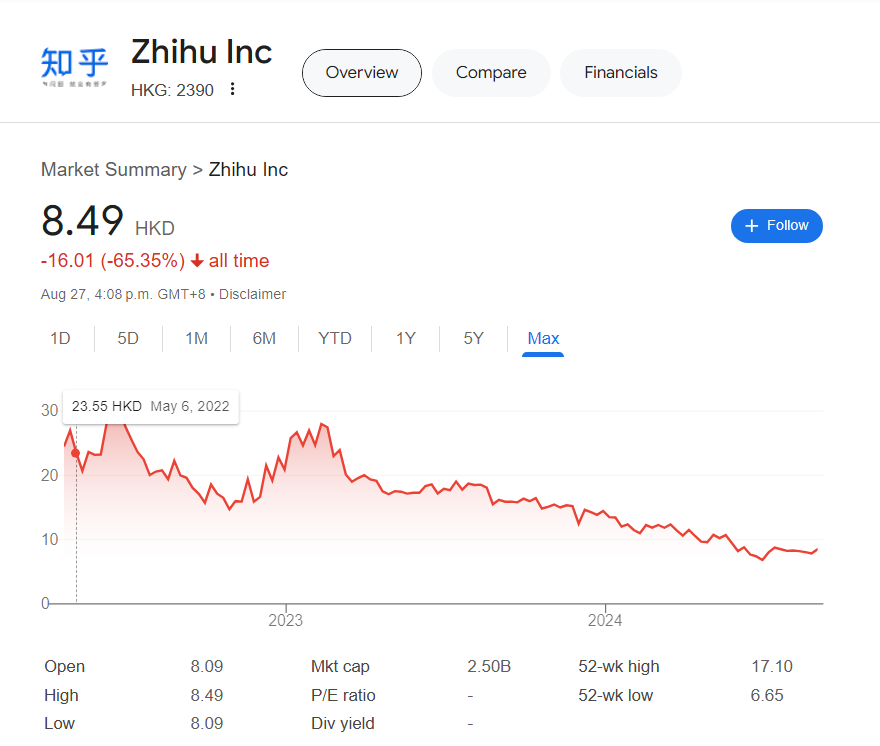 知乎
Zhihu Inc
HKG: 2390
Overview
Compare
Financials
Market Summary > Zhihu Inc
8.49 HKD
+ Follow
-16.01 (-65.35%) ↓ all time
Aug 27, 4:08 p.m. GMT+8 • Disclaimer
1D 5D 1M 6M YTD 1Y 5Y Max
30
23.55 HKD May 6, 2022
20
10
0
2023 2024
Open 8.09 Mkt cap 2.50B 52-wk high 17.10
High 8.49 P/E ratio - 52-wk low 6.65
Low 8.09 Div yield -